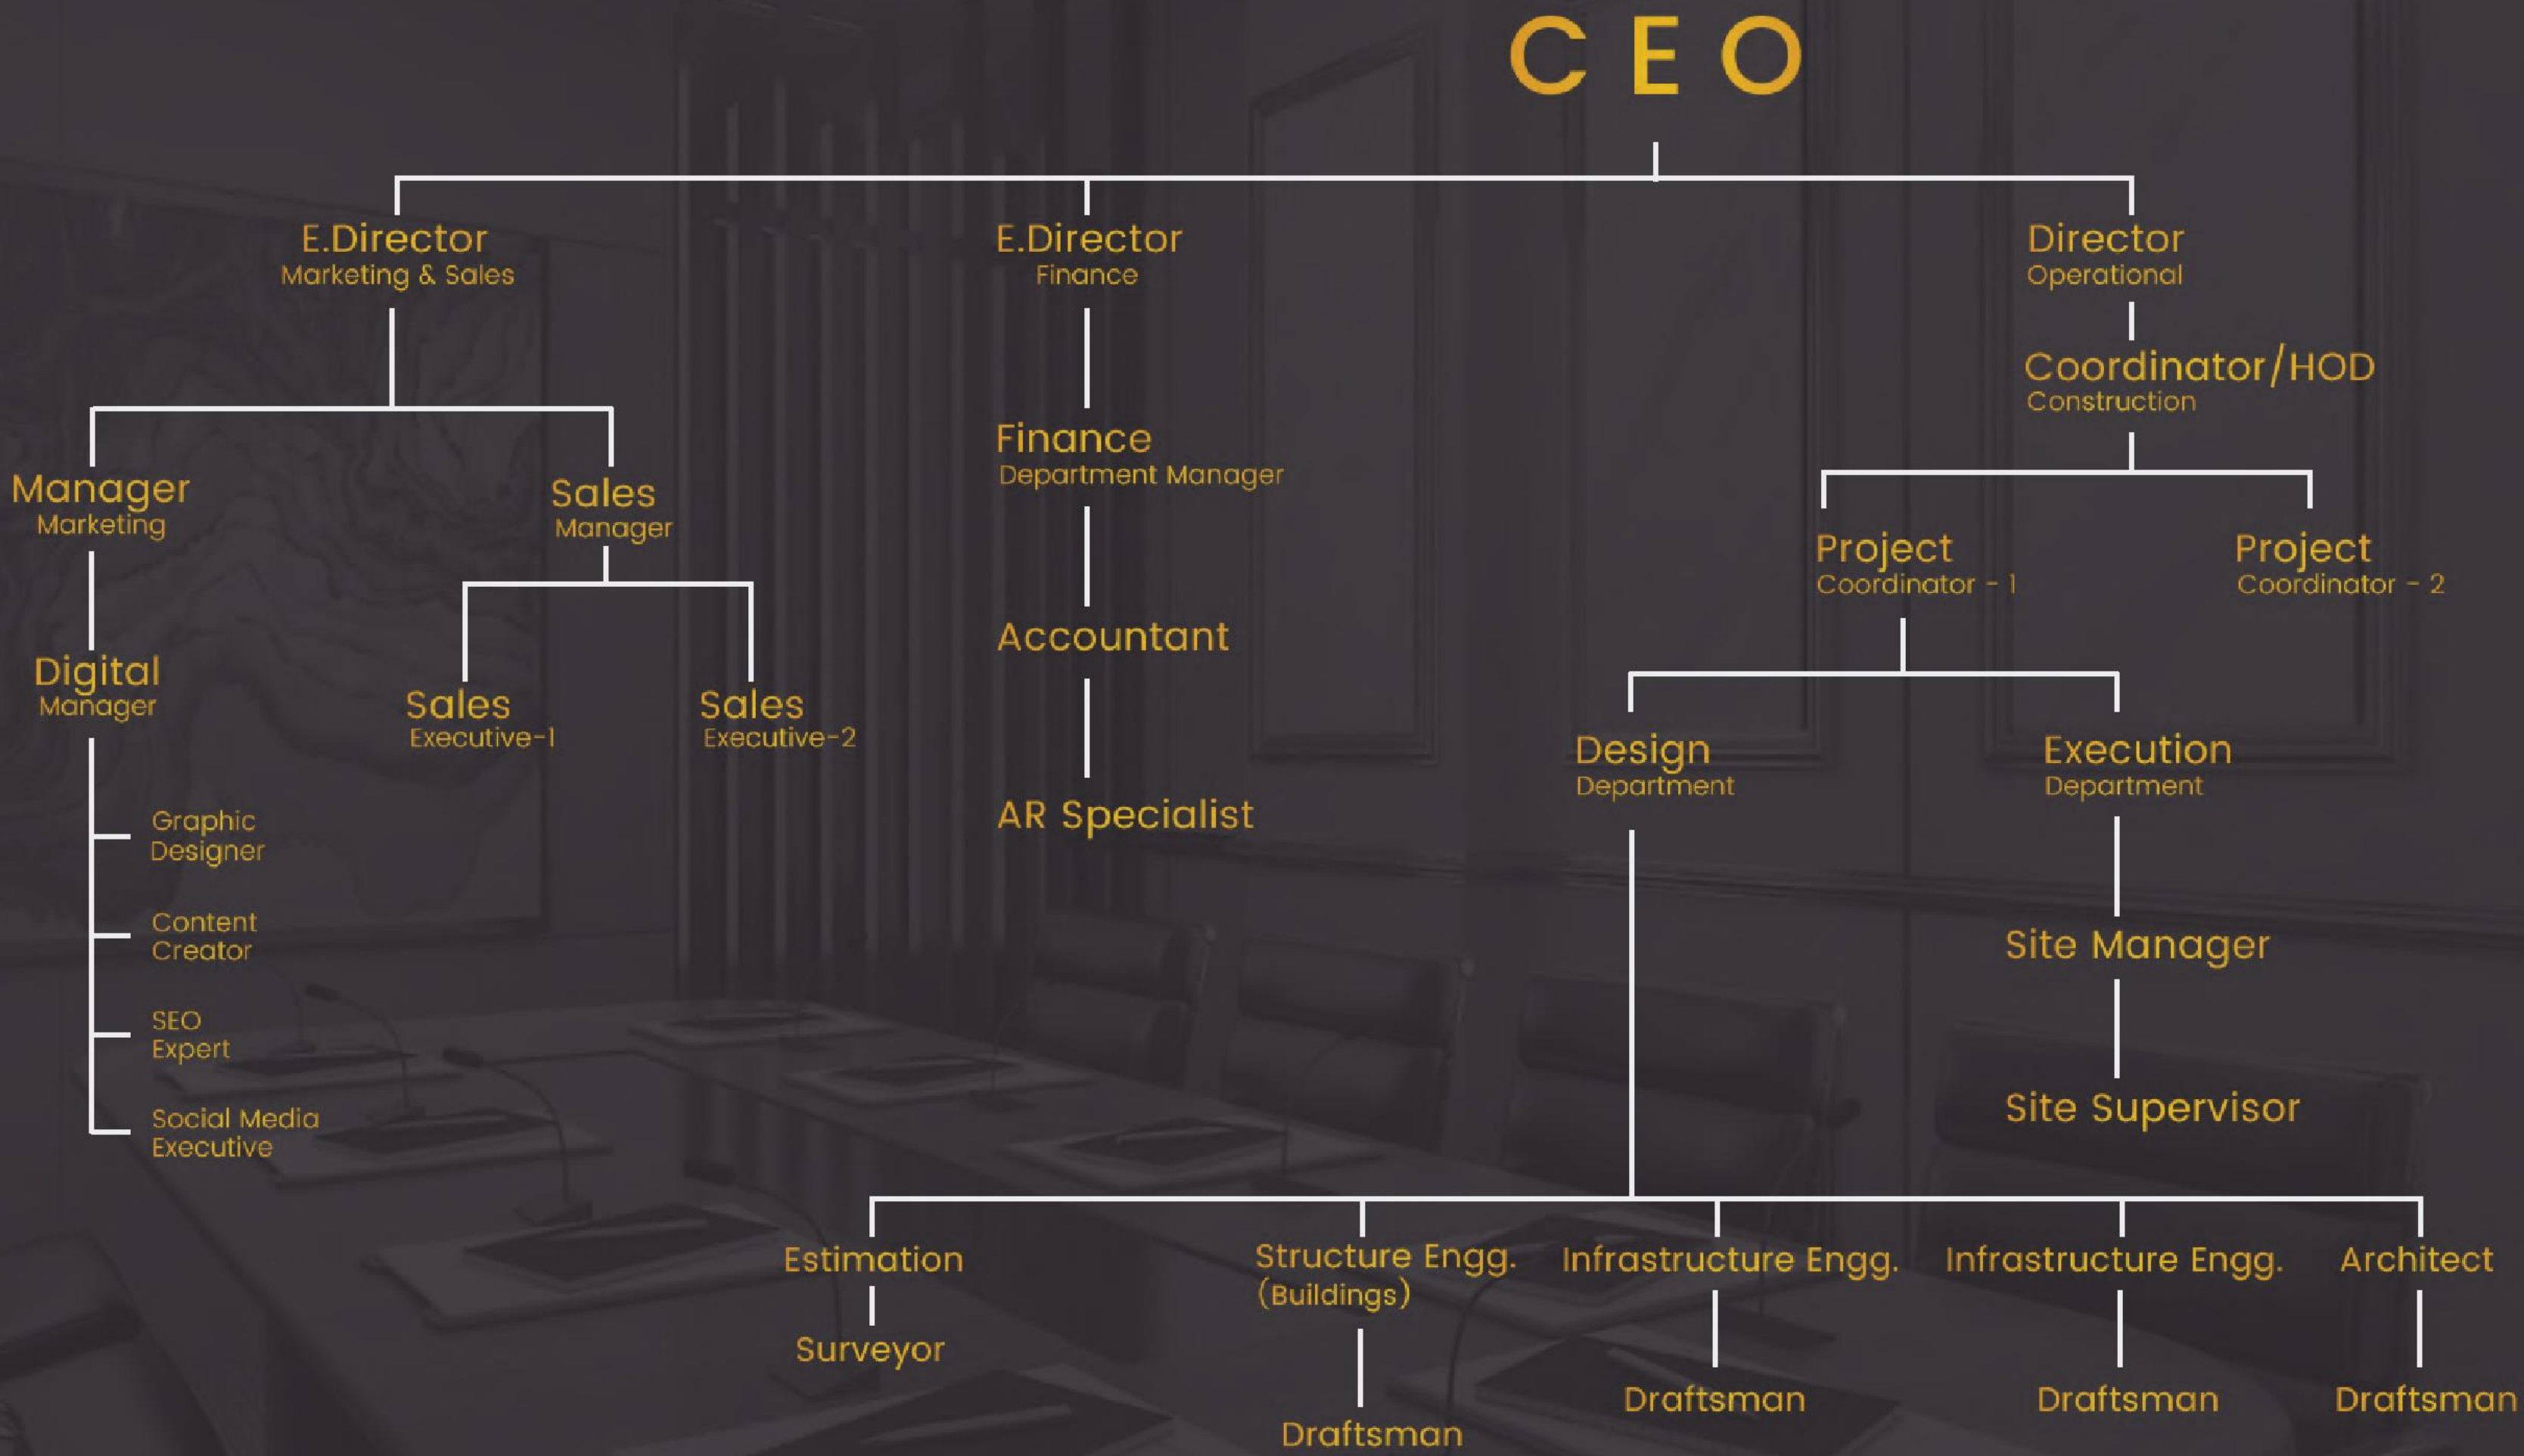 CEO
E.Director
Marketing & Sales
E.Director
Finance
Director
Operational
Coordinator/HOD
Construction
Manager
Marketing
Sales
Manager
Finance
Department Manager
Project
Coordinator - 1
Project
Coordinator - 2
Digital
Manager
Sales
Executive-1
Sales
Executive-2
Accountant
AR Specialist
Design
Department
Execution
Department
Graphic
Designer
Content
Creator
SEO
Expert
Social Media
Executive
Site Manager
Site Supervisor
Estimation
Structure Engg.
(Buildings)
Infrastructure Engg.
Infrastructure Engg.
Architect
Surveyor
Draftsman
Draftsman
Draftsman
Draftsman